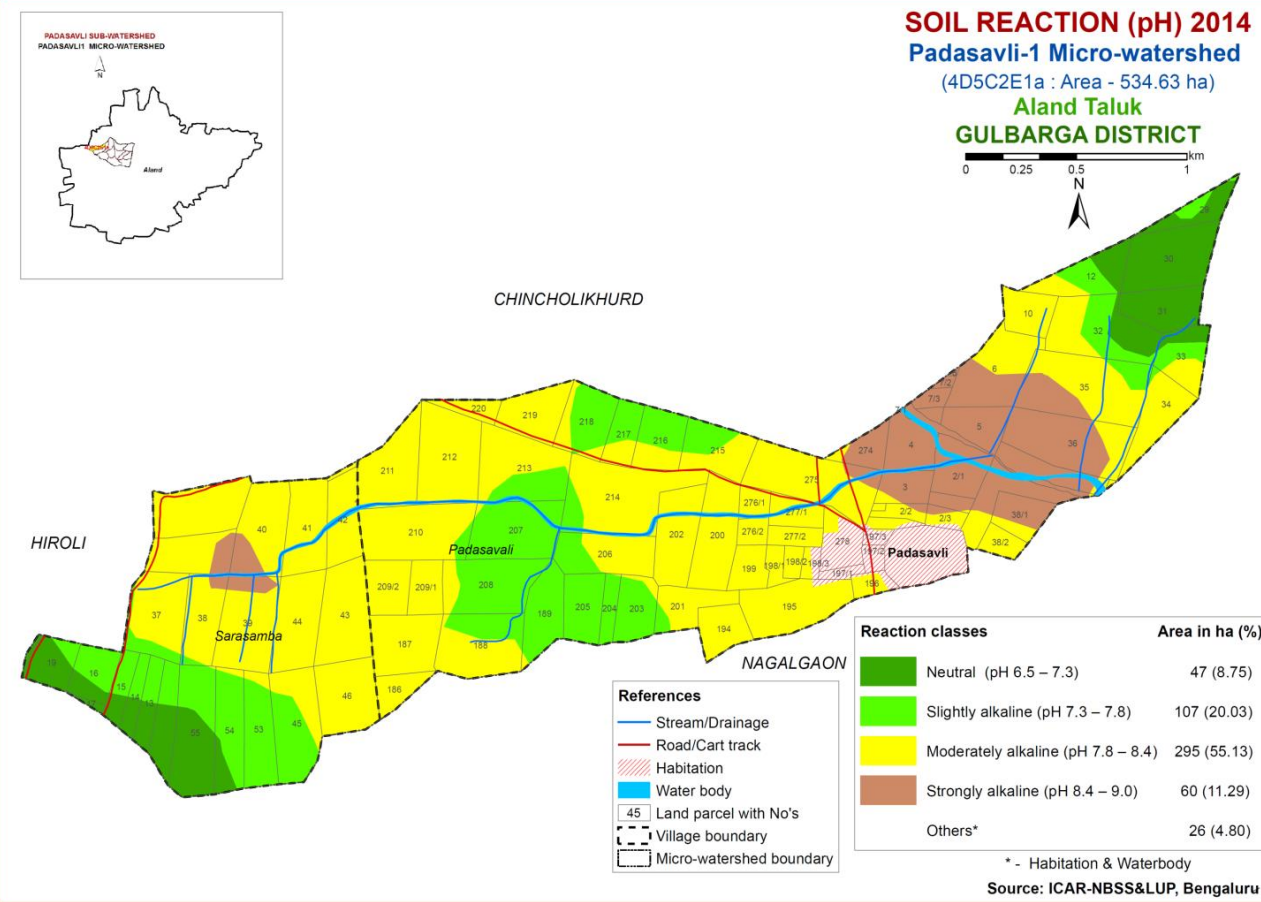 PADASAVLI SUB-WATERSHED
PADASAVLI1 MICRO-WATERSHED
N
Aland
SOIL REACTION (pH) 2014
Padasavli-1 Micro-watershed
(4D5C2E1a : Area - 534.63 ha)
Aland Taluk
GULBARGA DISTRICT
km
0 0.25 0.5 1
N
CHINCHOLIKHURD
HIROLI
NAGALGAON
Padasavali
Sarasamba
Padasavli
29
30
12
31
10
32
33
6
35
34
7/2
7/3
5
36
4
274
2/1
3
2/2
2/3
38/1
38/2
220
219
218
217
216
215
275
211
212
213
214
276/1
277/1
40
41
42
210
207
206
202
200
276/2
277/2
278
197/3
197/2
199
198/1
198/2
198/3
197/1
196
209/2
209/1
208
189
205
204
203
201
195
194
37
38
39
44
43
187
188
186
46
19
16
15
14
13
17
55
54
53
45
References
Stream/Drainage
Road/Cart track
Habitation
Water body
45 Land parcel with No's
Village boundary
Micro-watershed boundary
Reaction classes Area in ha (%)
Neutral (pH 6.5 – 7.3) 47 (8.75)
Slightly alkaline (pH 7.3 – 7.8) 107 (20.03)
Moderately alkaline (pH 7.8 – 8.4) 295 (55.13)
Strongly alkaline (pH 8.4 – 9.0) 60 (11.29)
Others* 26 (4.80)
* - Habitation & Waterbody
Source: ICAR-NBSS&LUP, Bengaluru